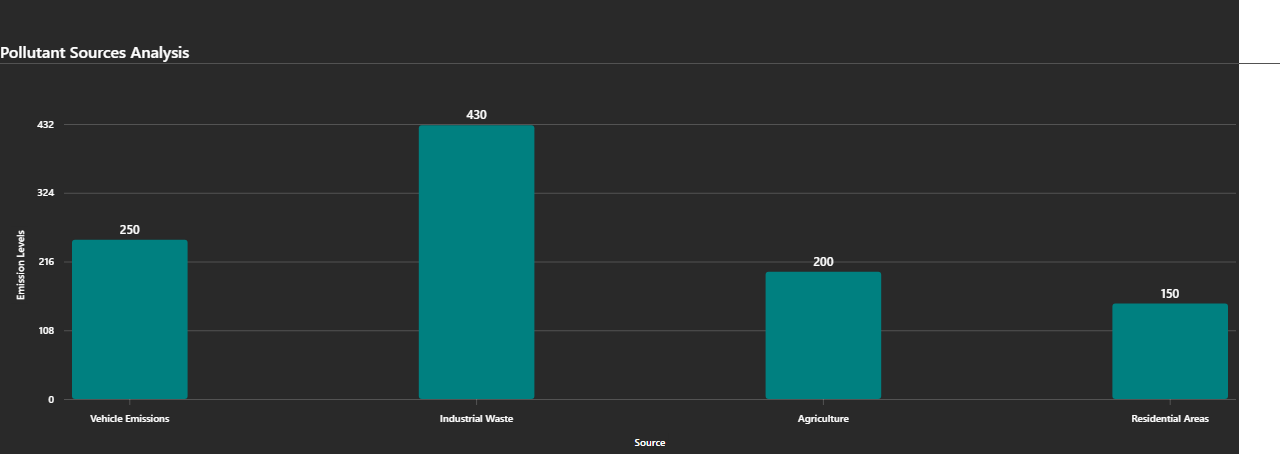 Pollutant Sources Analysis
430
432
324
250
Emission Levels
216
200
150
108
0
Vehicle Emissions
Industrial Waste
Agriculture
Residential Areas
Source